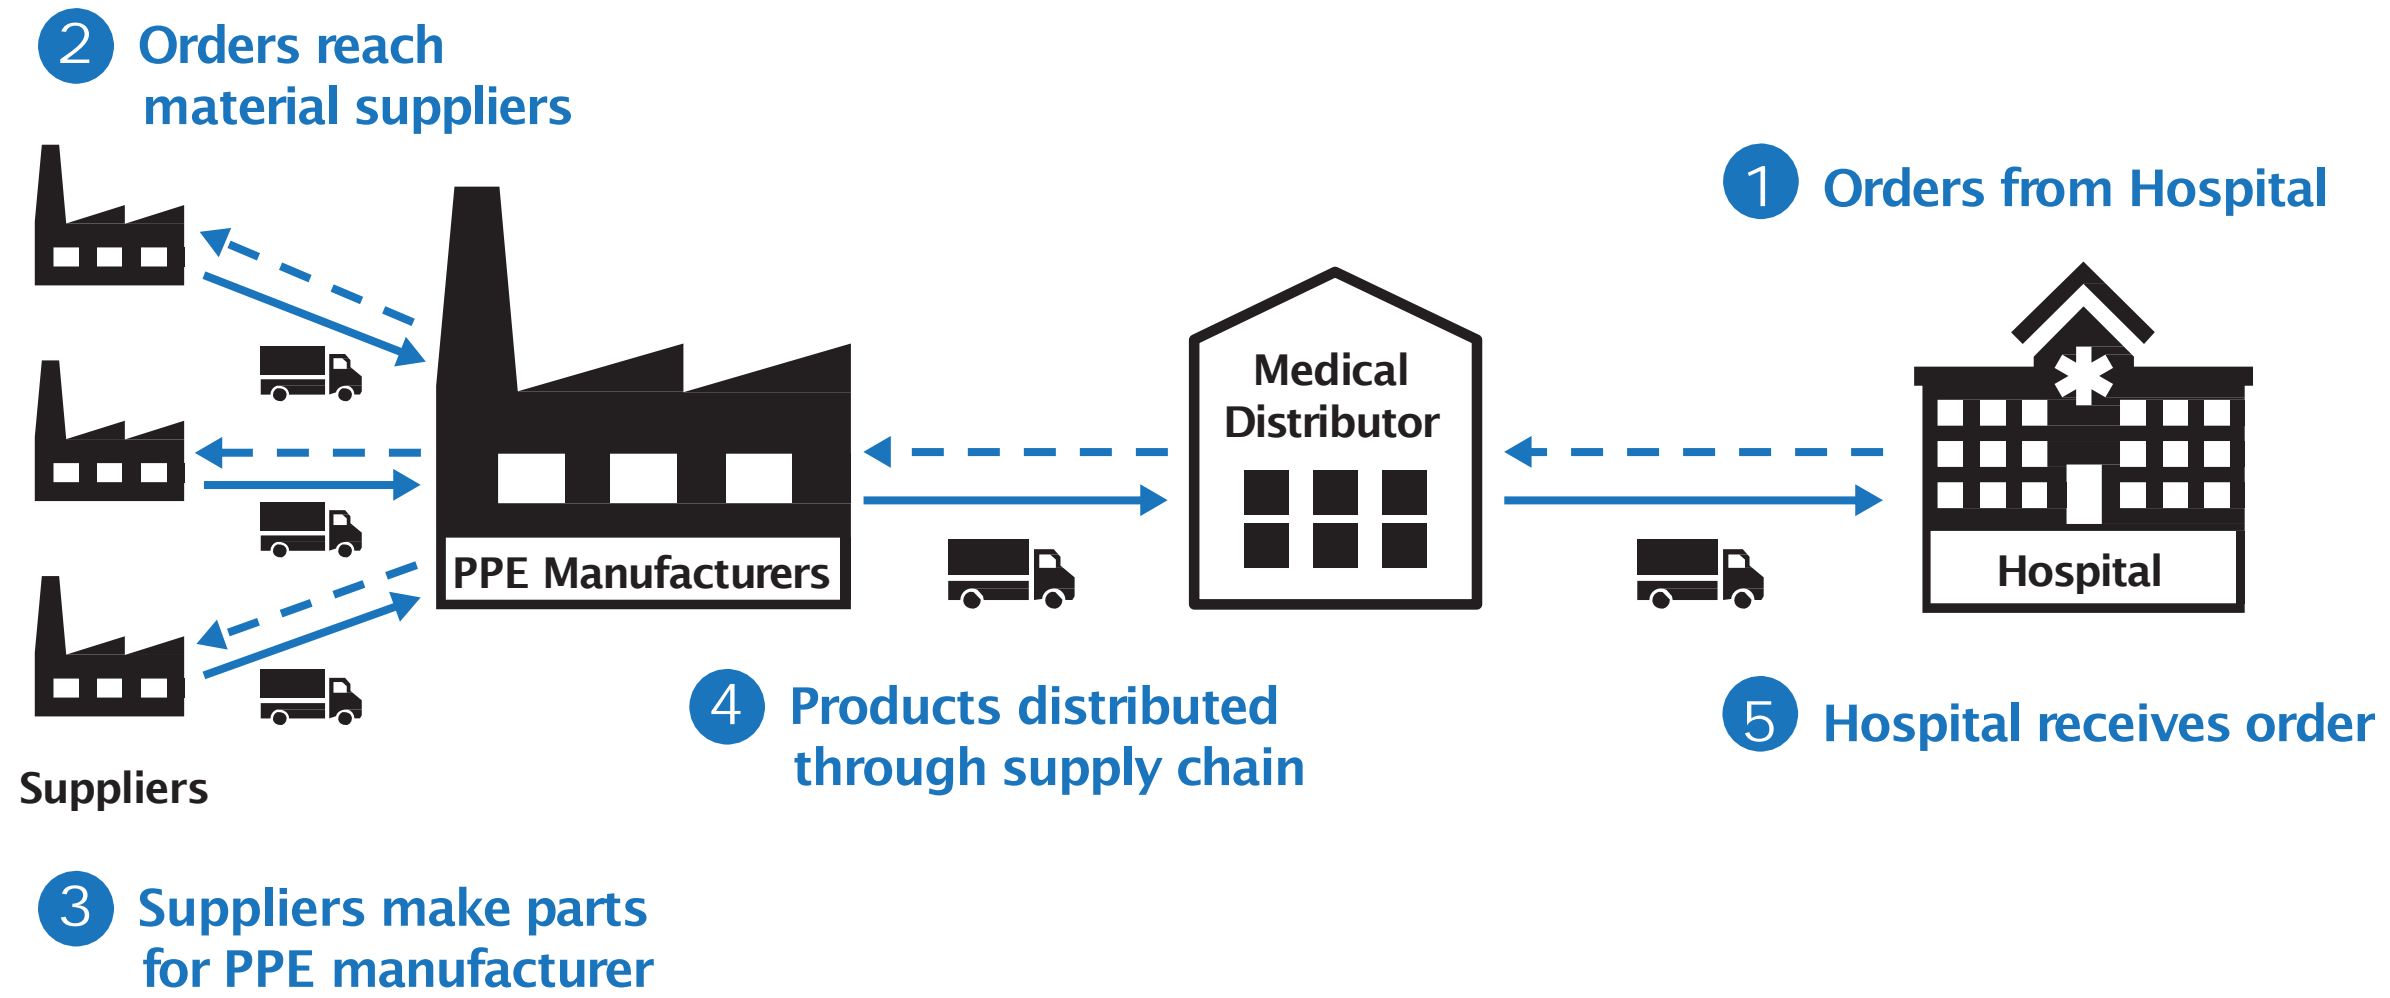 2 Orders reach
material suppliers
1 Orders from Hospital
Medical
Distributor
PPE Manufacturers
Hospital
4 Products distributed
through supply chain
5 Hospital receives order
Suppliers
3 Suppliers make parts
for PPE manufacturer